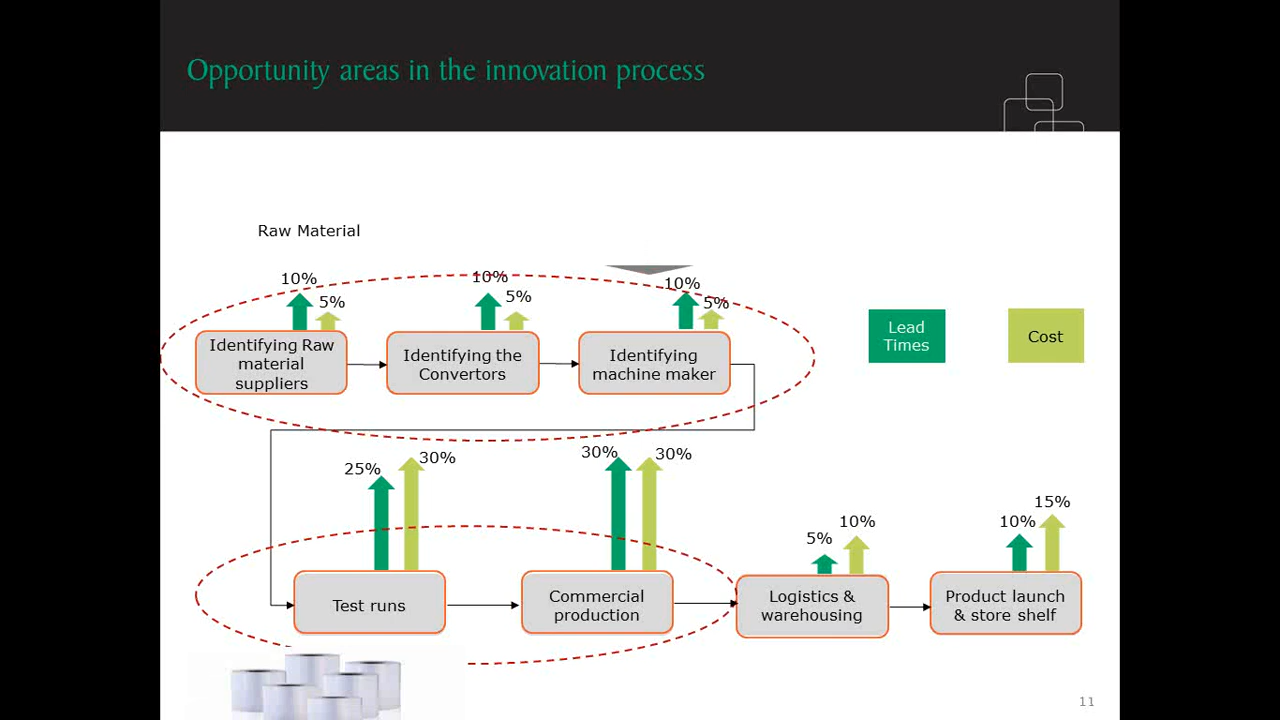 Opportunity areas in the innovation process
Raw Material
10%
5%
10%
5%
10%
5%
Identifying Raw
material
suppliers
Identifying the
Convertors
Identifying
machine maker
Lead
Times
Cost
25%
30%
30%
30%
5%
10%
10%
15%
Test runs
Commercial
production
Logistics &
warehousing
Product launch
& store shelf
11